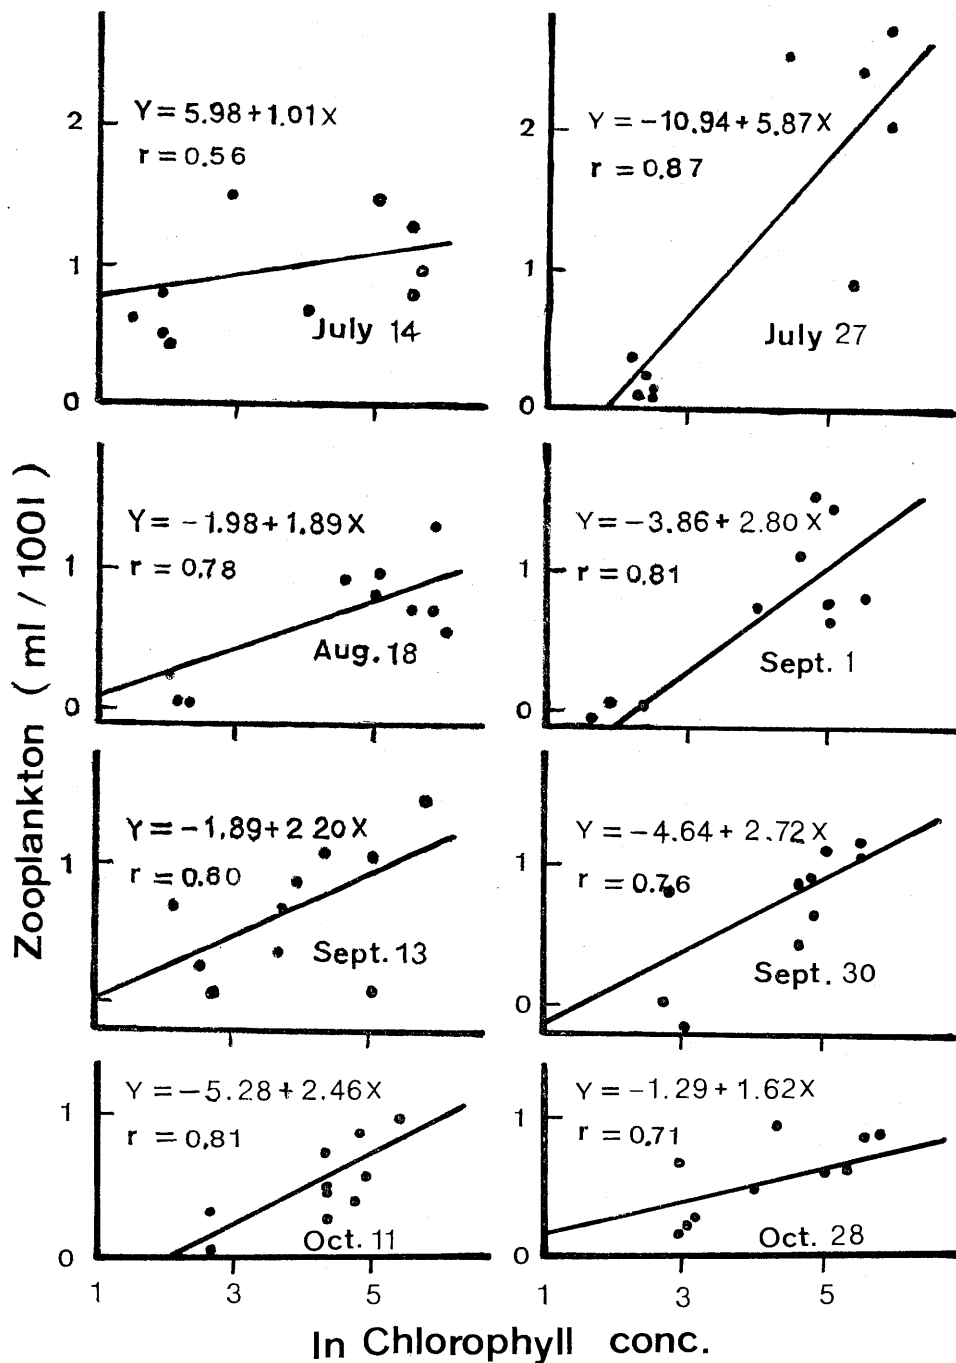 2
Y = 5.98+1.01X
r = 0.56
1
July 14
0
2
Y = -10.94+5.87X
r = 0.87
1
July 27
0
Zooplankton ( ml / 100l )
Y = -1.98+1.89X
r = 0.78
1
Aug. 18
0
Y = -3.86+ 2.80X
r = 0.81
1
Sept. 1
0
Y = -1.89+2 20X
r = 0.80
1
Sept. 13
Y = -4.64+ 2.72X
r = 0.76
1
Sept. 30
0
Y = -5.28+ 2.46X
r = 0.81
1
Oct. 11
0
1 3 5
Y = -1.29+ 1.62X
r = 0.71
1
Oct. 28
0
1 3 5
ln Chlorophyll conc.